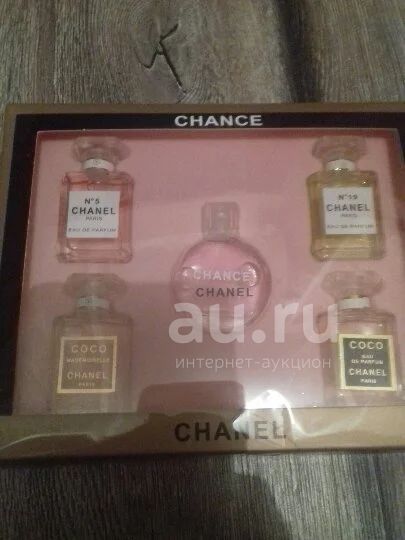 CHANCE
N°5
CHANEL
PARIS
EAU DE PARFUM
N°19
CHANEL
PARIS
EAU DE PARFUM
CHANCE
CHANEL
COCO
MADEMOISELLE
CHANEL
PARIS
COCO
EAU
DE PARFUM
CHANEL
PARIS
au.ru
интернет-аукцион
CHANEL